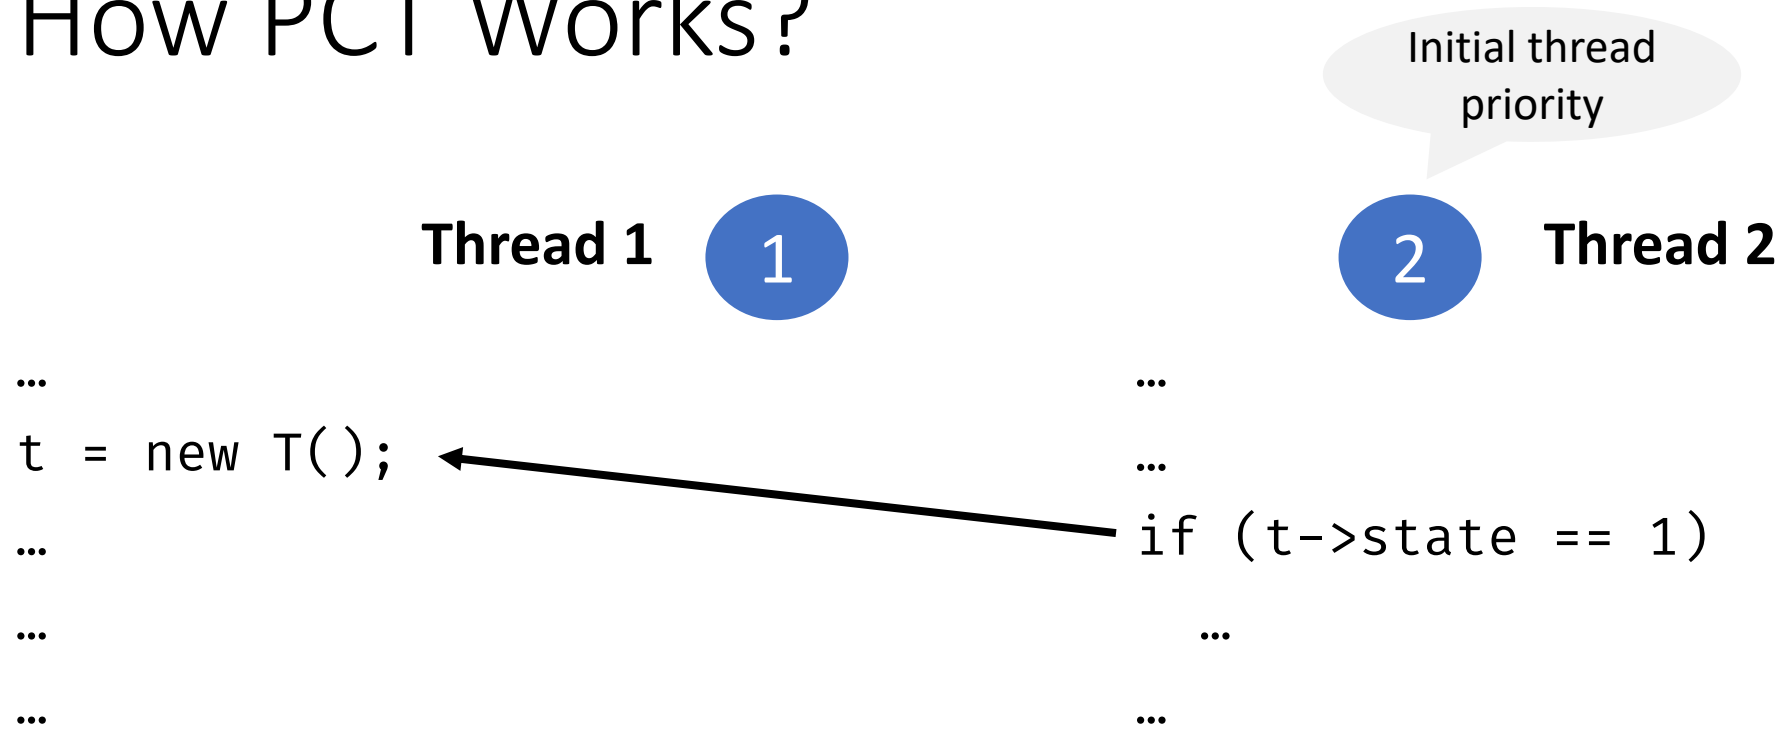 How PCT Works?
Initial thread
priority
Thread 1
1
2
Thread 2
…
…
t = new T();
…
…
if (t->state == 1)
…
…
…
…